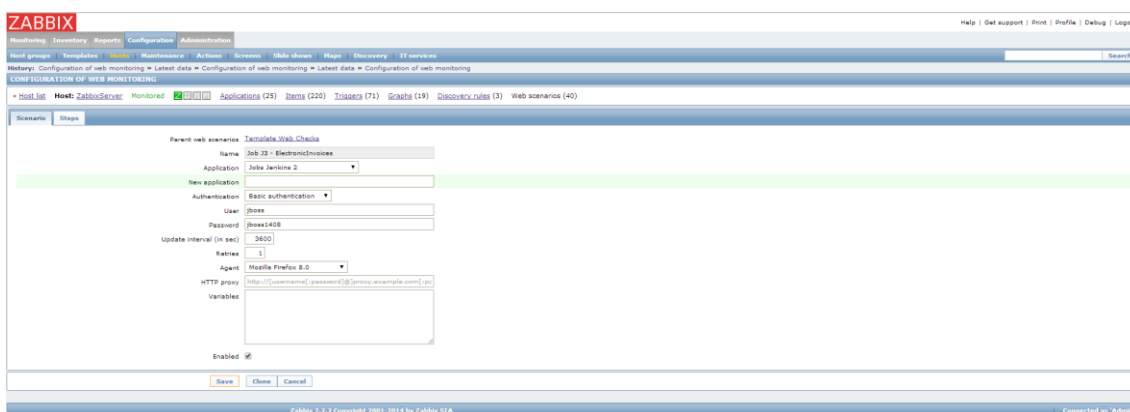 ZABBIX
Help | Get support | Print | Profile | Debug |
Monitoring Inventory Reports Configuration Administration
Host groups | Templates | Hosts | Maintenance | Actions | Screens | Slide shows | Maps | Discovery | IT services
Search
History: Configuration of web monitoring » Latest data » Configuration of web monitoring » Latest data » Configuration of web monitoring
CONFIGURATION OF WEB MONITORING
« Host list Host: ZabbixServer Monitored Applications (25) Items (220) Triggers (71) Graphs (19) Discovery rules (3) Web scenarios (40)
Scenario Steps
Parent web scenarios Template Web Checks
Name Job J3 - ElectronicInvoices
Application Jobs Jenkins 2
New application
Authentication Basic authentication
User jboss
Password jboss1408
Update interval (in sec) 3600
Retries 1
Agent Mozilla Firefox 8.0
HTTP proxy http://[username[:password]@]proxy.example.com[:po
Variables
Enabled
Save Clone Cancel
Zabbix 2.2.2 Copyright 2001-2014 by Zabbix SIA
Connected as 'Admi